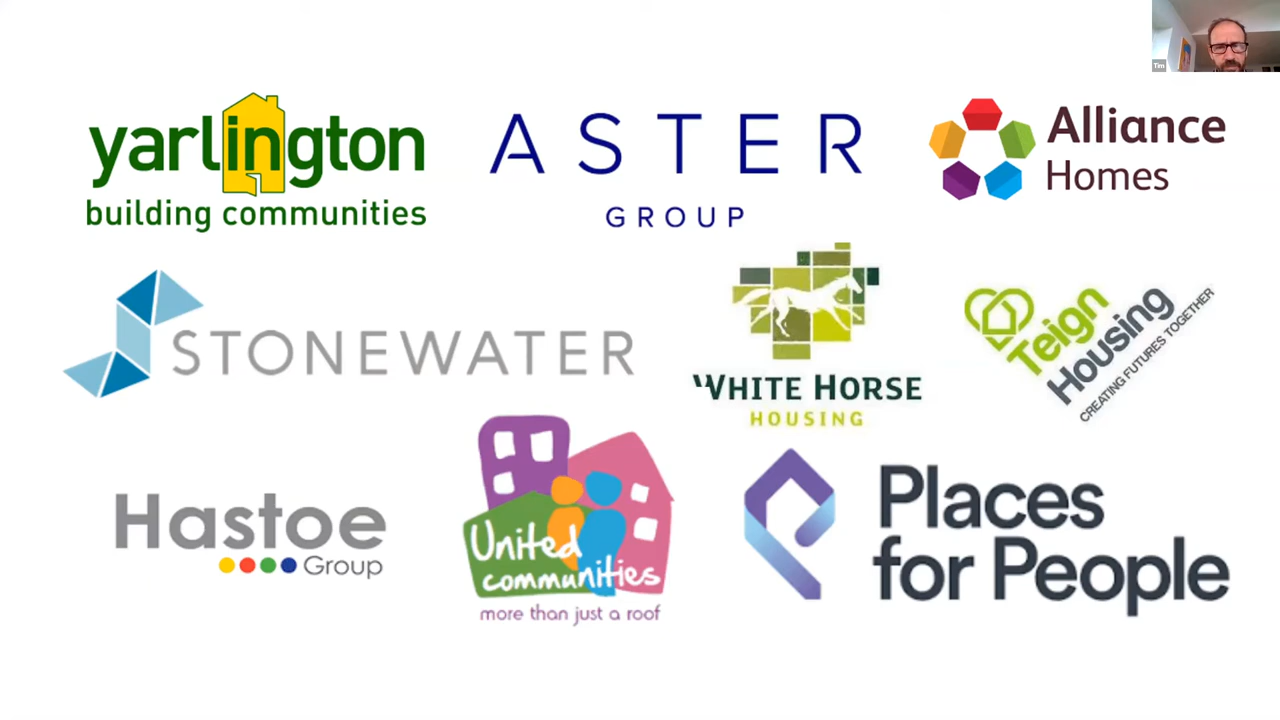 Tim
yarlington
building communities
ASTER
GROUP
Alliance
Homes
STONEWATER
WHITE HORSE
HOUSING
Teign
Housing
CREATING FUTURES TOGETHER
Hastoe
Group
United
communities
more than just a roof
Places
for People